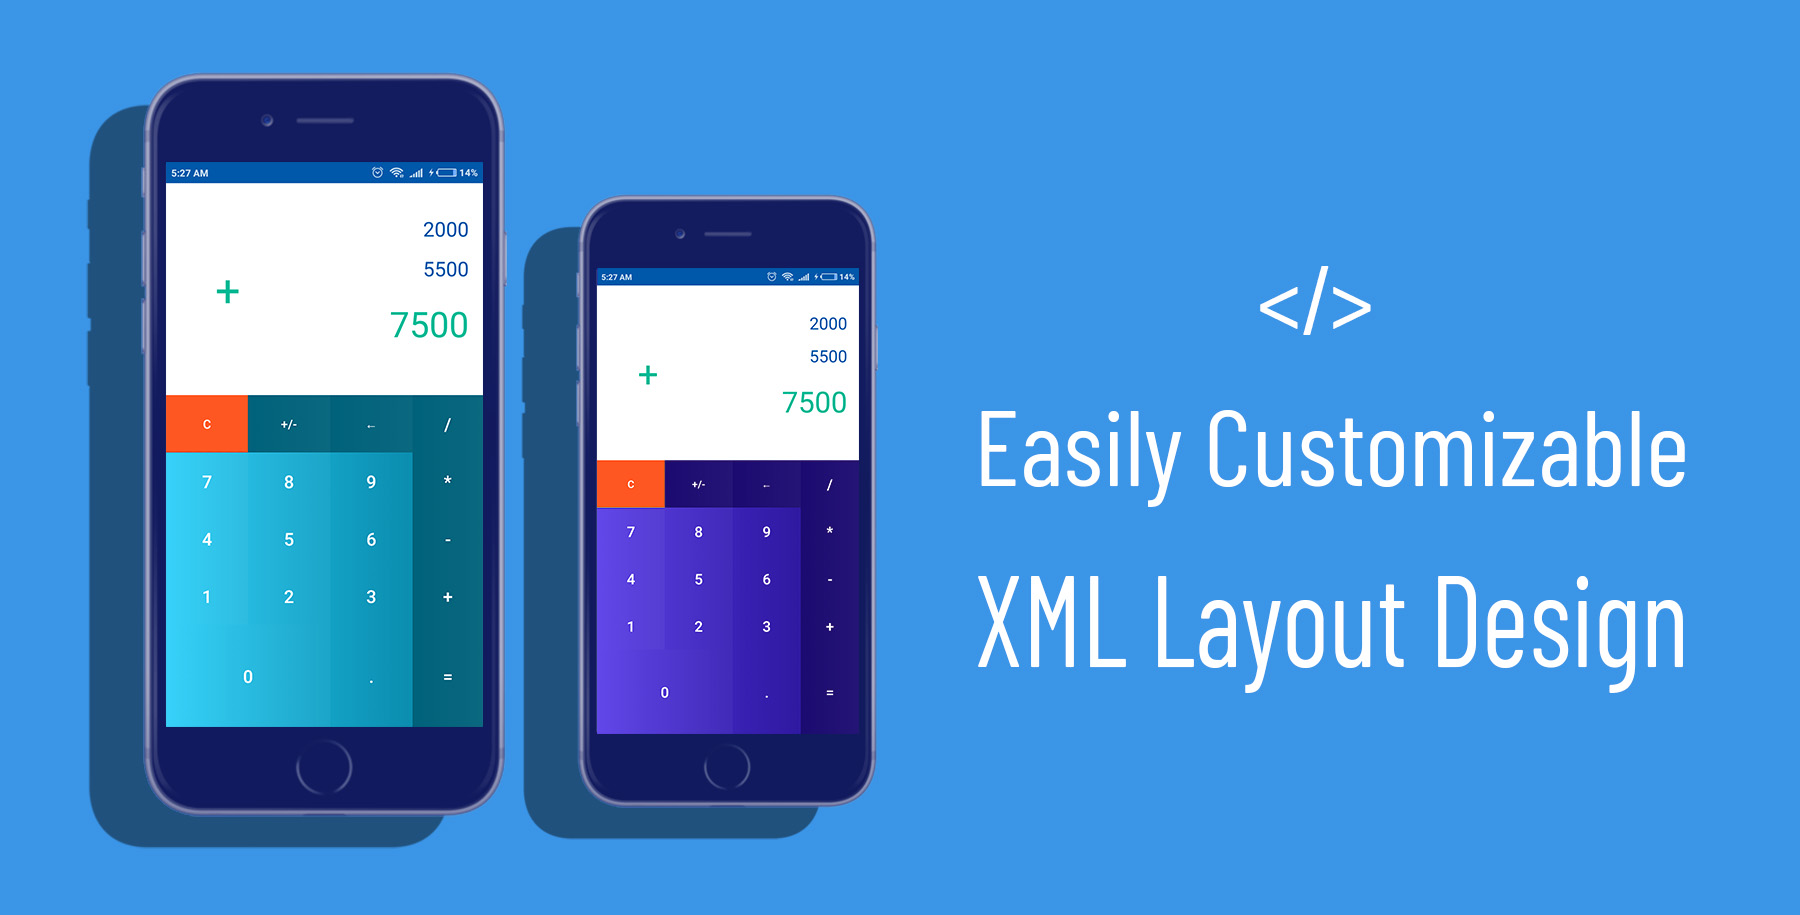 5:27 AM 14%
2000
5500
+
7500
C +/- ← /
7 8 9 *
4 5 6 -
1 2 3 +
0 . =
5:27 AM 14%
2000
5500
+
7500
C +/- ← /
7 8 9 *
4 5 6 -
1 2 3 +
0 . =
</>
Easily Customizable
XML Layout Design